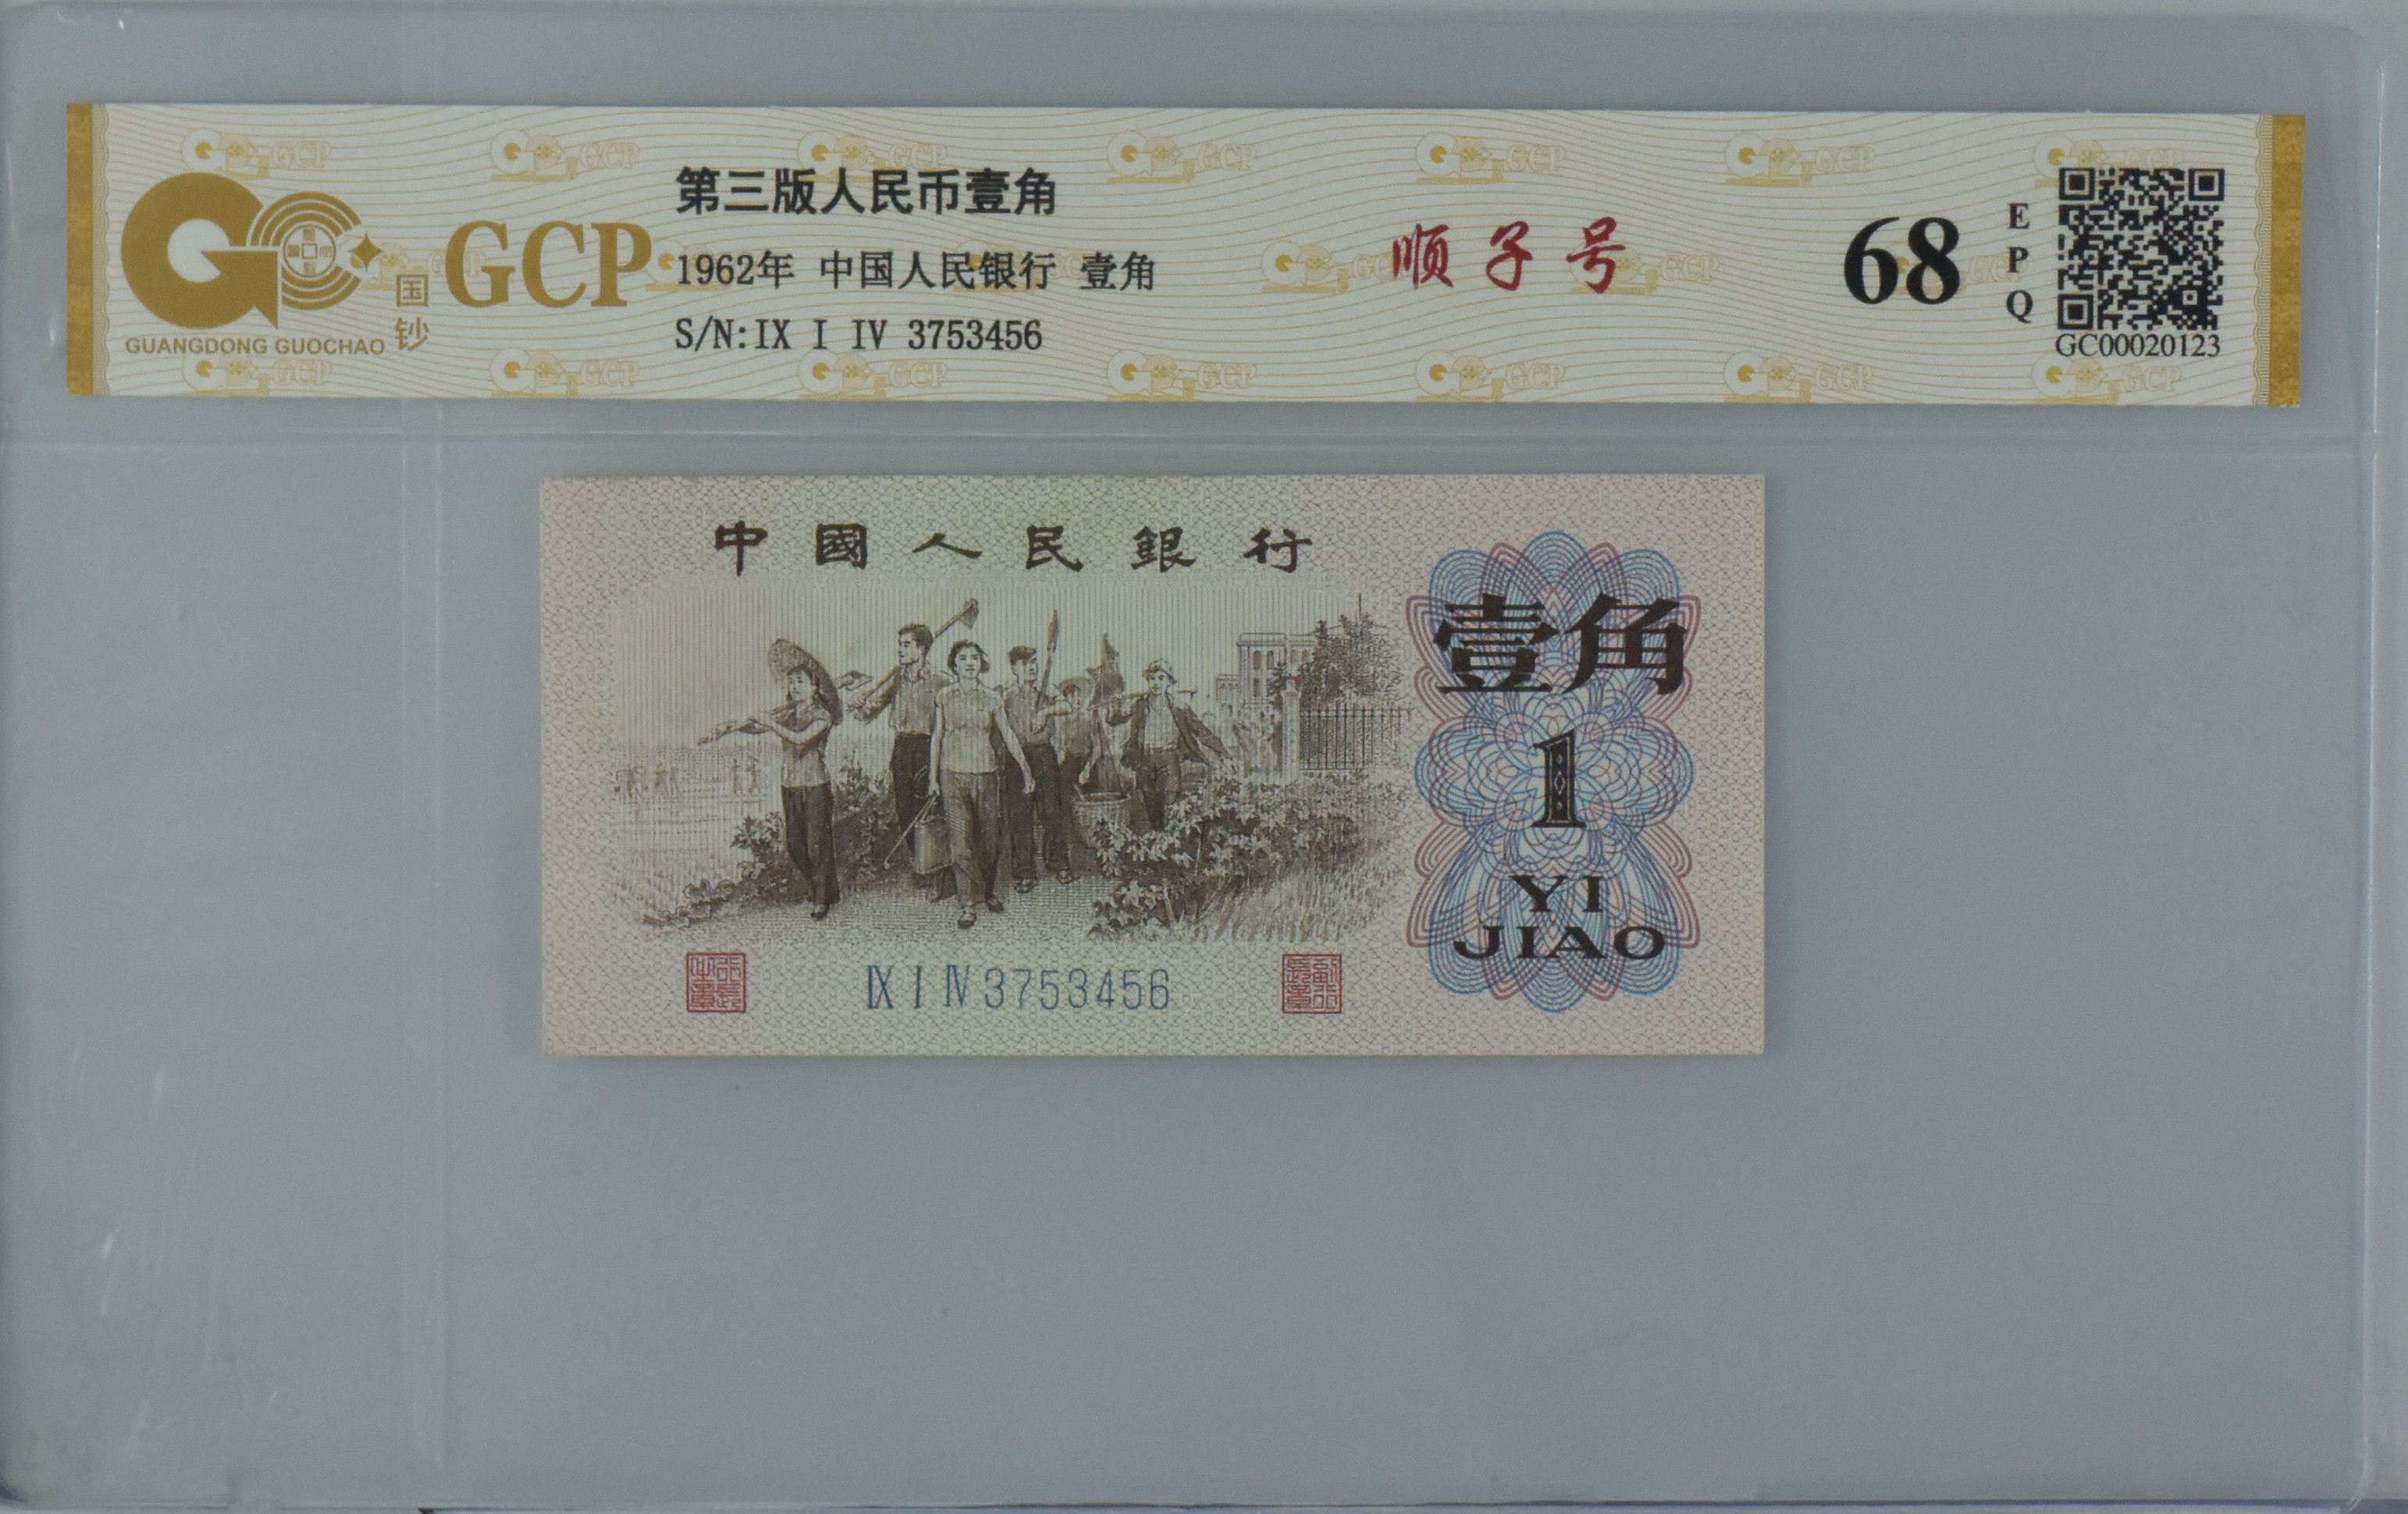 GCP
国钞
GUANGDONG GUOCHAO
第三版人民币壹角
1962年 中国人民银行 壹角
S/N:IX I IV 3753456
顺子号
68
EPQ
GC00020123
中國人民銀行
壹角
1
YI
JIAO
IX I IV 3753456